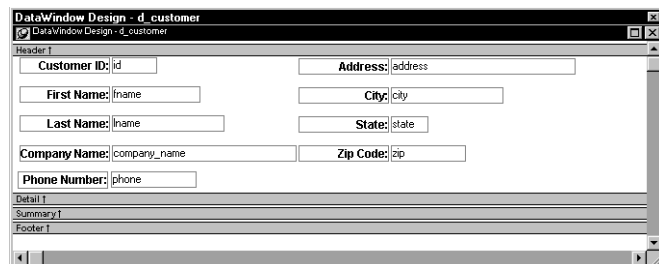 DataWindow Design - d_customer
DataWindow Design - d_customer
Header ↑
Customer ID: id Address: address
First Name: fname City: city
Last Name: lname State: state
Company Name: company_name Zip Code: zip
Phone Number: phone
Detail ↑
Summary ↑
Footer ↑